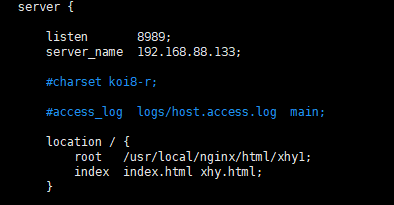 server {
listen 8989;
server_name 192.168.88.133;
#charset koi8-r;
#access_log logs/host.access.log main;
location / {
root /usr/local/nginx/html/xhy1;
index index.html xhy.html;
}